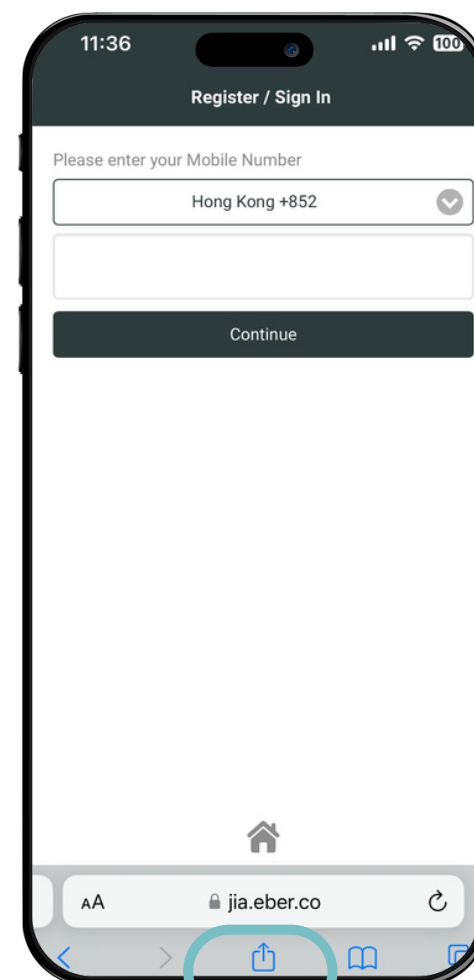 11:36
100
Register / Sign In
Please enter your Mobile Number
Hong Kong +852
Continue
AA jia.eber.co